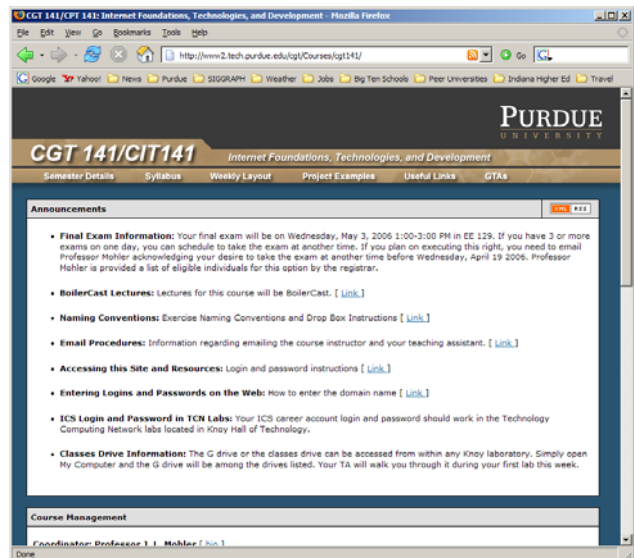 CGT 141/CPT 141: Internet Foundations, Technologies, and Development - Mozilla Firefox
File Edit View Go Bookmarks Tools Help
http://www2.tech.purdue.edu/cgt/Courses/cgt141/ Go G
Google Yahoo! News Purdue SIGGRAPH Weather Jobs Big Ten Schools Peer Universities Indiana Higher Ed Travel
PURDUE
UNIVERSITY
CGT 141/CIT141 Internet Foundations, Technologies, and Development
Semester Details Syllabus Weekly Layout Project Examples Useful Links GTAs
Announcements XML RSS
• Final Exam Information: Your final exam will be on Wednesday, May 3, 2006 1:00-3:00 PM in EE 129. If you have 3 or more
exams on one day, you can schedule to take the exam at another time. If you plan on executing this right, you need to email
Professor Mohler acknowledging your desire to take the exam at another time before Wednesday, April 19 2006. Professor
Mohler is provided a list of eligible individuals for this option by the registrar.
• BoilerCast Lectures: Lectures for this course will be BoilerCast. [ Link ]
• Naming Conventions: Exercise Naming Conventions and Drop Box Instructions [ Link ]
• Email Procedures: Information regarding emailing the course instructor and your teaching assistant. [ Link ]
• Accessing this Site and Resources: Login and password instructions [ Link ]
• Entering Logins and Passwords on the Web: How to enter the domain name [ Link ]
• ICS Login and Password in TCN Labs: Your ICS career account login and password should work in the Technology
Computing Network labs located in Knoy Hall of Technology.
• Classes Drive Information: The G drive or the classes drive can be accessed from within any Knoy laboratory. Simply open
My Computer and the G drive will be among the drives listed. Your TA will walk you through it during your first lab this week.
Course Management
Coordinator: Professor J. L. Mohler [ bio ]
Done